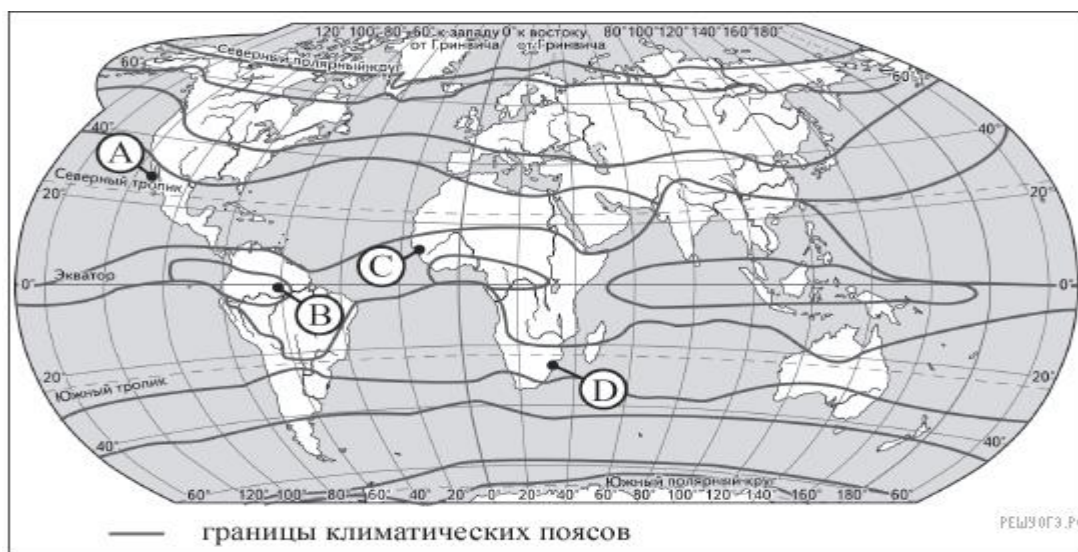 120° 100° 80° 60° к западу 0° к востоку 80° 100° 120° 140° 160° 180°
от Гринвича от Гринвича
Северный полярный круг
60° 60°
40° 40°
A
Северный тропик
20° 20°
C
Экватор
0° 0°
B
D
20° 20°
Южный тропик
40° 40°
Южный полярный круг
60° 120° 100° 80° 60° 40° 20° 0° 20° 40° 60° 80° 100° 120° 140° 160° 180° 60°
границы климатических поясов
РЕШУОГЭ.РФ